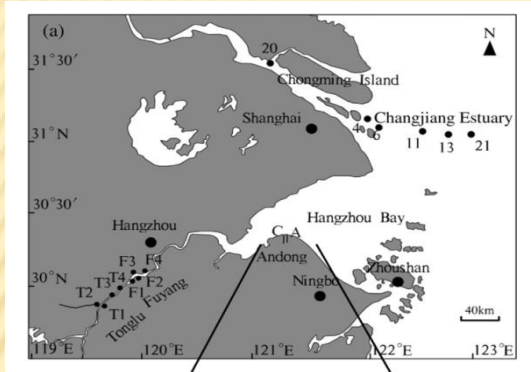 (a)
N
20
31°30'
Chongming Island
Shanghai
Changjiang Estuary
4
6
31°N
11
13
21
30°30'
Hangzhou
Hangzhou Bay
C A
F3
F4
Andong
Zhoushan
30°N
T4
T3
F2
F1
Ningbo
T2
Fuyang
T1
Tonglu
40km
119°E
120°E
121°E
122°E
123°E